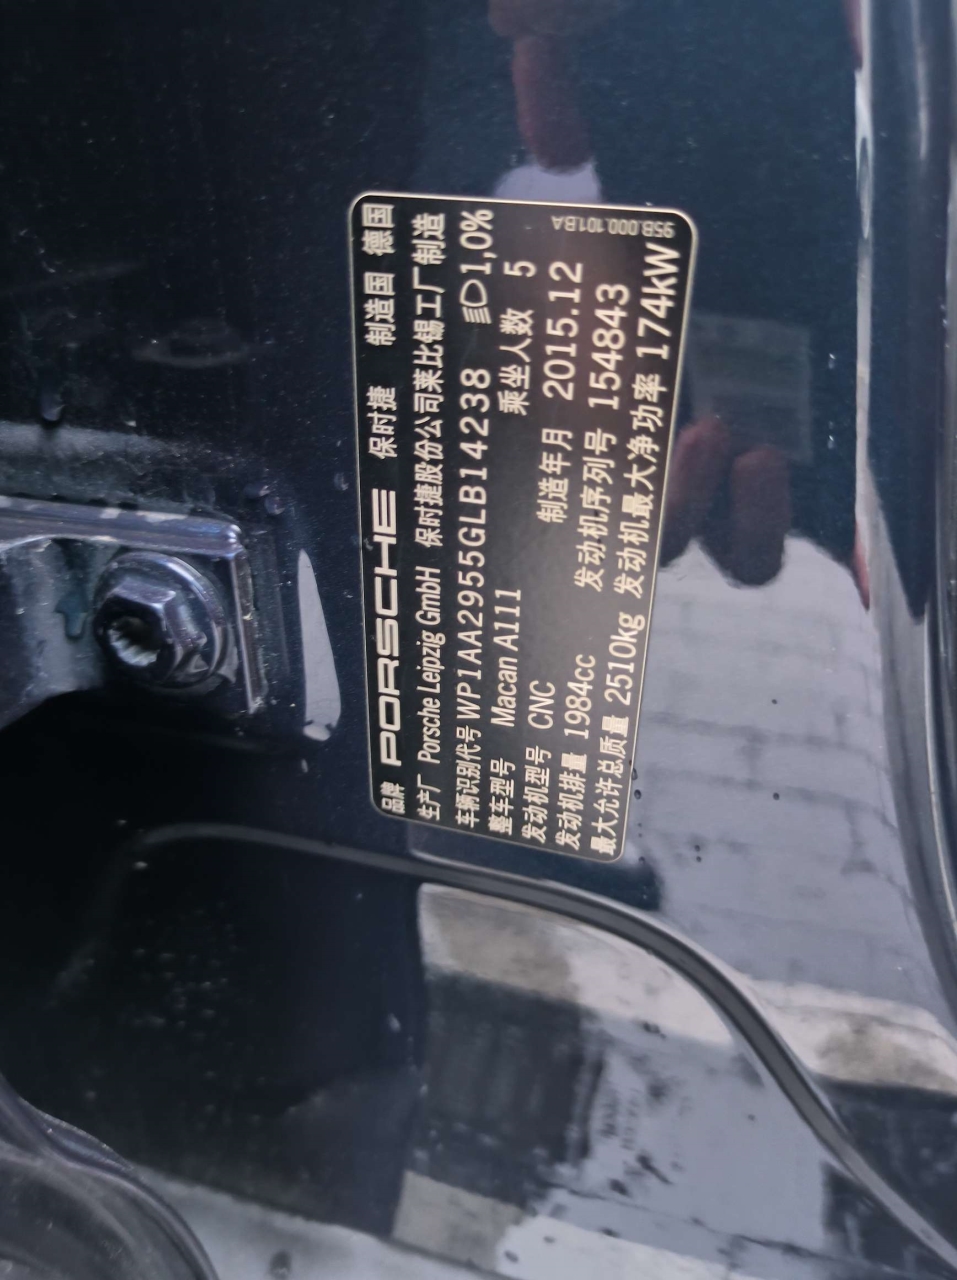 品牌 PORSCHE 保时捷 制造国 德国
生产厂 Porsche Leipzig GmbH 保时捷股份公司莱比锡工厂制造
车辆识别代号 WP1AA2955GLB14238 1,0%
整车型号 Macan A111 乘坐人数 5
发动机型号 CNC 制造年月 2015.12
发动机排量 1984cc 发动机序列号 154843
最大允许总质量 2510kg 发动机最大净功率 174kW
95B.000.101.BA